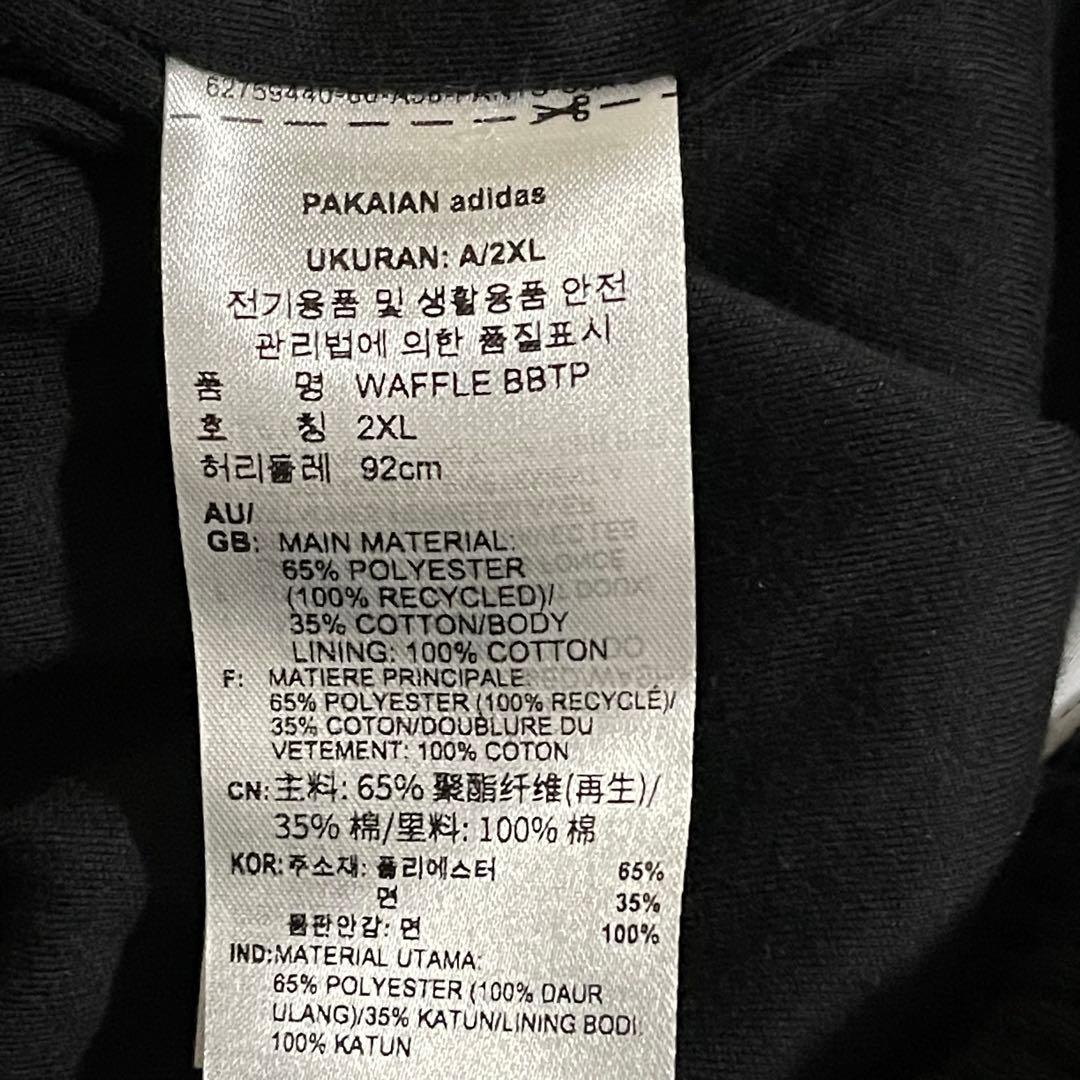 PAKAIAN adidas
UKURAN: A/2XL
전기용품 및 생활용품 안전
관리법에 의한 품질표시
품 명 WAFFLE BBTP
호 칭 2XL
허리둘레 92cm
AU/
GB: MAIN MATERIAL:
65% POLYESTER
(100% RECYCLED)/
35% COTTON/BODY
LINING: 100% COTTON
F: MATIERE PRINCIPALE:
65% POLYESTER (100% RECYCLÉ)/
35% COTON/DOUBLURE DU
VETEMENT: 100% COTON
CN: 主料: 65% 聚酯纤维(再生)/
35% 棉/里料: 100% 棉
KOR: 주소재: 폴리에스터 65%
면 35%
몸판안감: 면 100%
IND: MATERIAL UTAMA:
65% POLYESTER (100% DAUR
ULANG)/35% KATUN/LINING BODI
100% KATUN